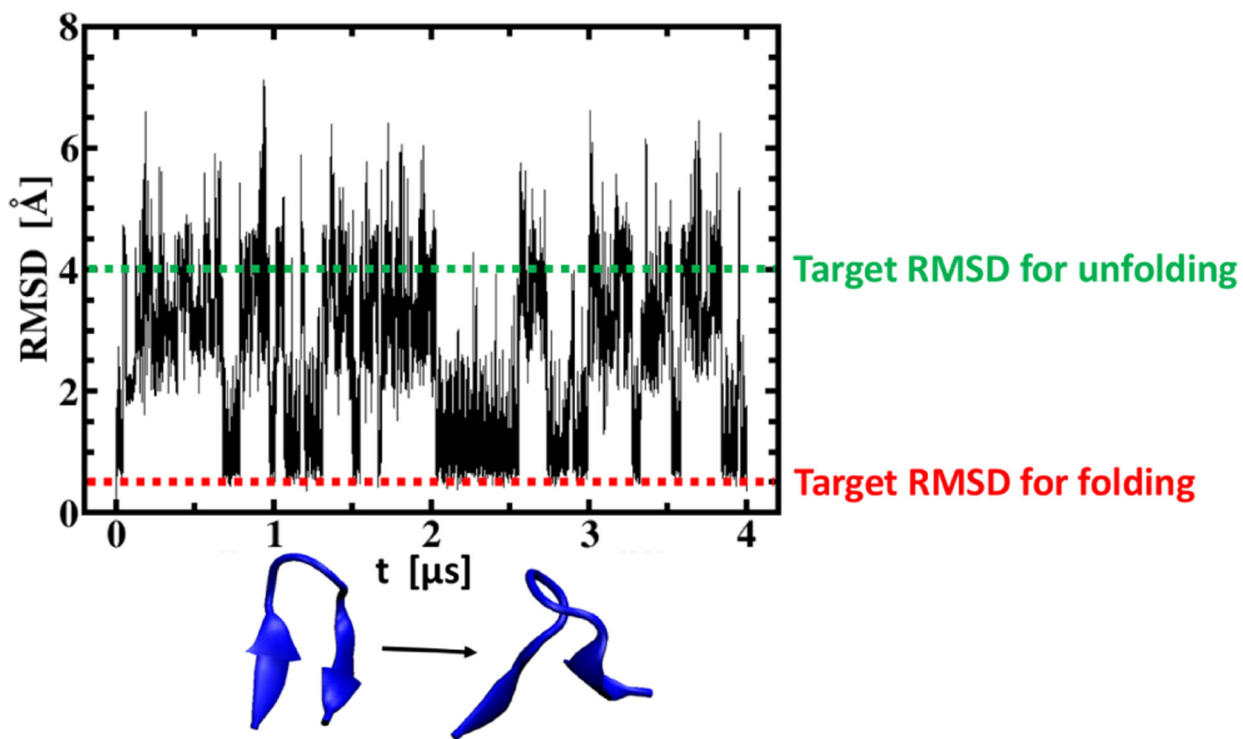 8
6
4
2
0
RMSD [Å]
Target RMSD for unfolding
Target RMSD for folding
0 1 2 3 4
t [μs]